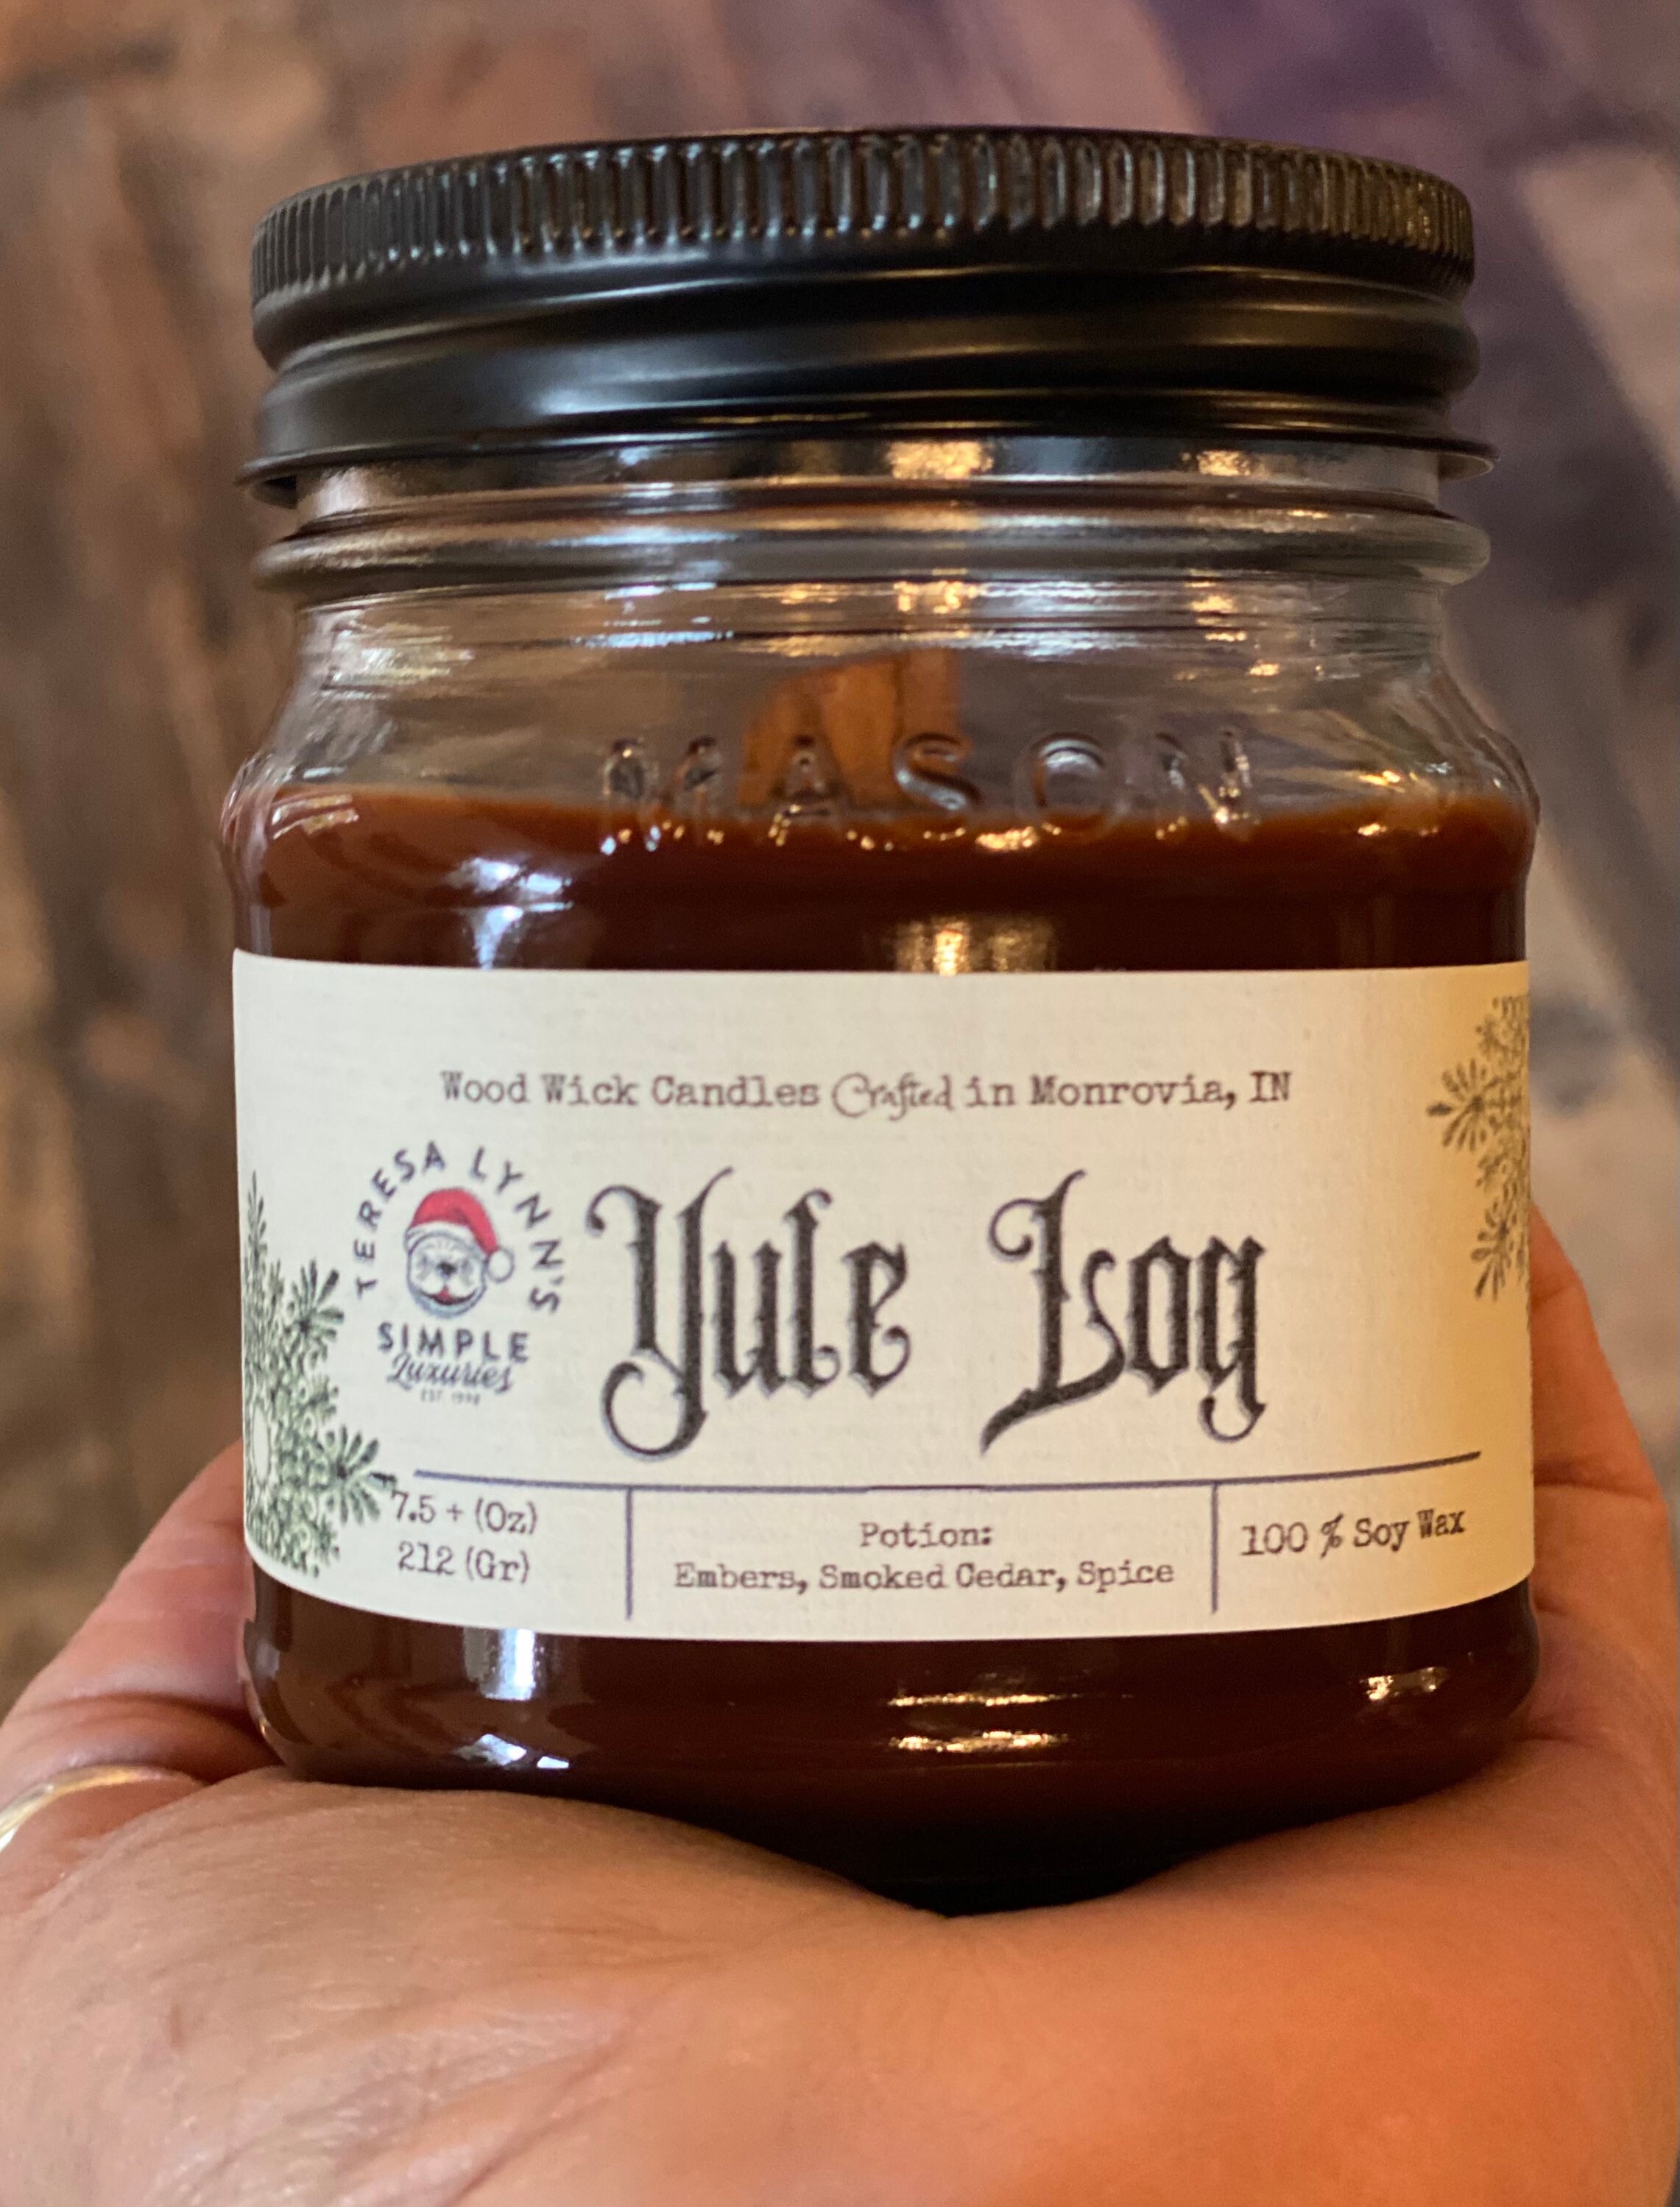 MASON
Wood Wick Candles Crafted in Monrovia, IN
TERESA LYNN'S
SIMPLE
Luxuries
Yule Log
7.5 + (Oz)
212 (Gr)
Potion:
Embers, Smoked Cedar, Spice
100 % Soy Wax